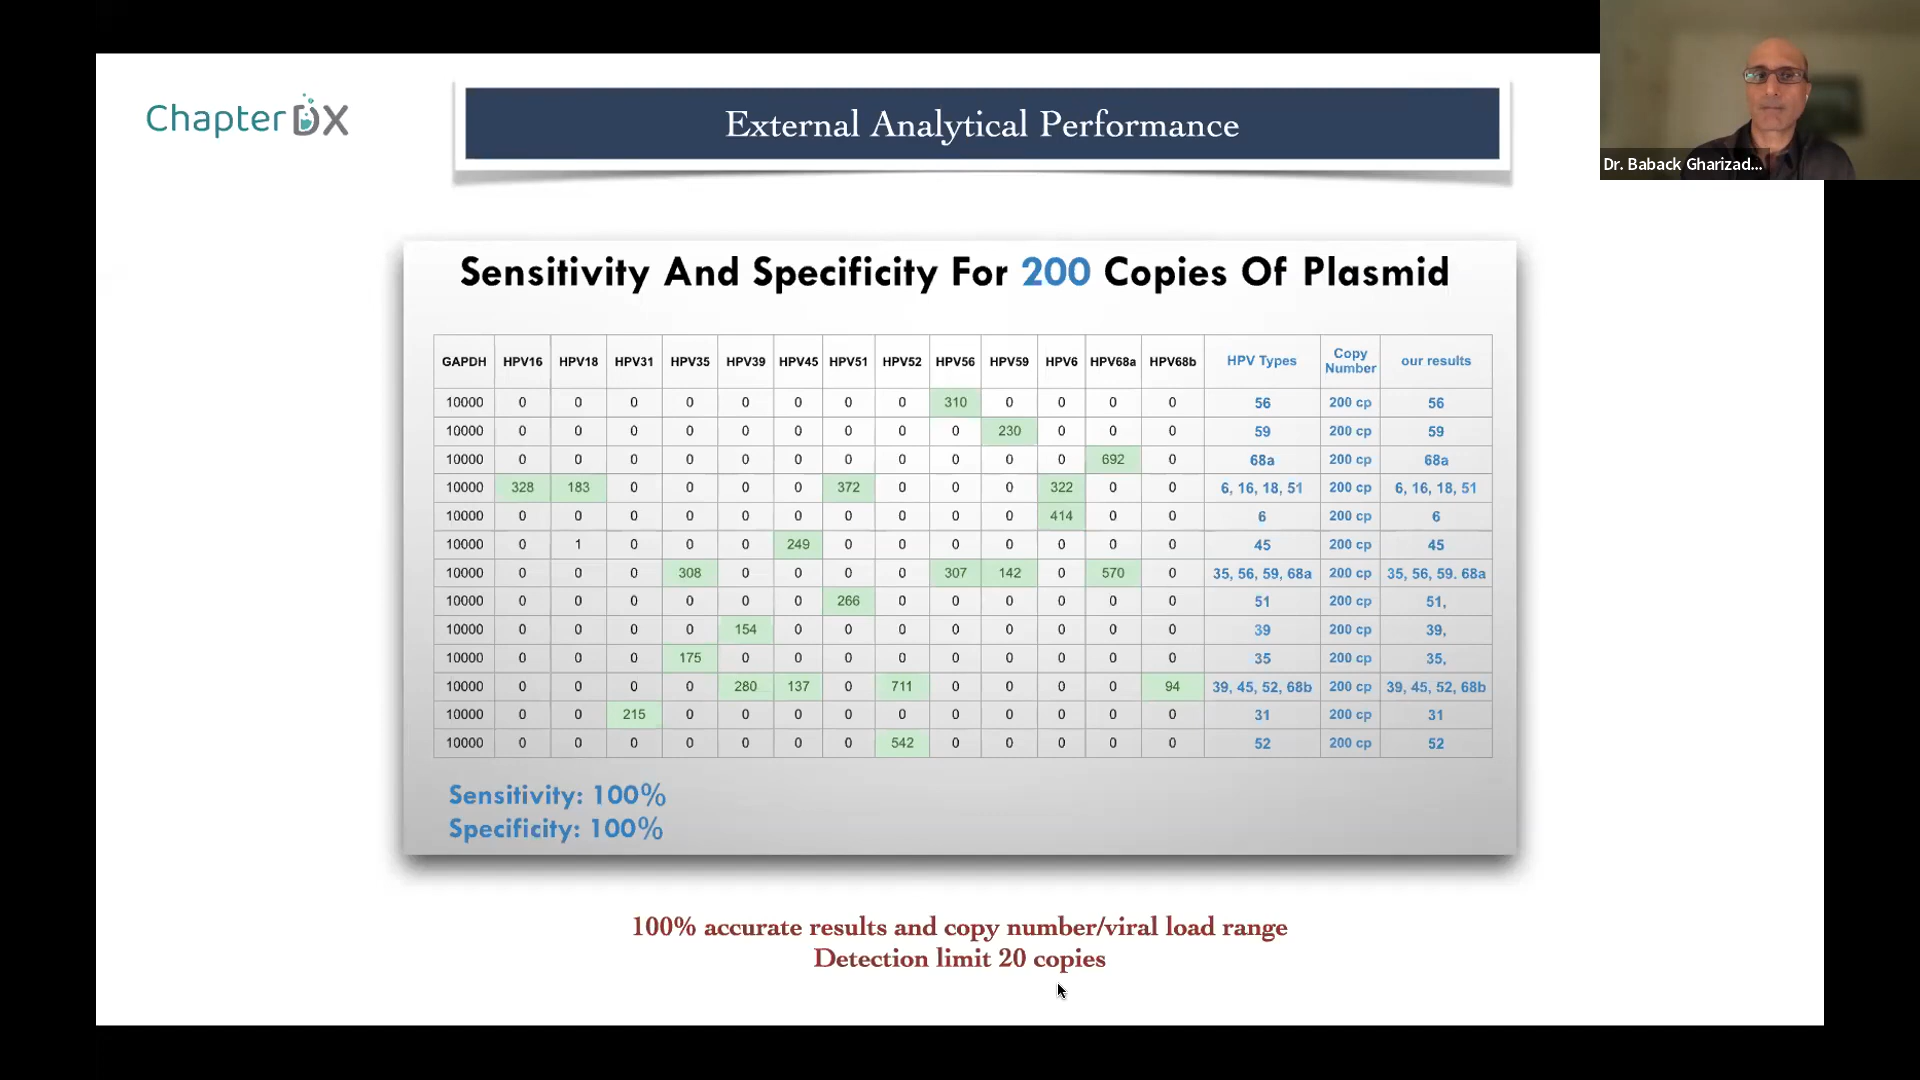 Chapter DX
External Analytical Performance
Dr. Baback Gharizad...
Sensitivity And Specificity For 200 Copies Of Plasmid
GAPDH HPV16 HPV18 HPV31 HPV35 HPV39 HPV45 HPV51 HPV52 HPV56 HPV59 HPV6 HPV68a HPV68b HPV Types Copy Number our results
10000 0 0 0 0 0 0 0 0 310 0 0 0 0 56 200 cp 56
10000 0 0 0 0 0 0 0 0 0 230 0 0 0 59 200 cp 59
10000 0 0 0 0 0 0 0 0 0 0 0 692 0 68a 200 cp 68a
10000 328 183 0 0 0 0 372 0 0 0 322 0 0 6, 16, 18, 51 200 cp 6, 16, 18, 51
10000 0 0 0 0 0 0 0 0 0 0 414 0 0 6 200 cp 6
10000 0 1 0 0 0 249 0 0 0 0 0 0 0 45 200 cp 45
10000 0 0 0 308 0 0 0 0 307 142 0 570 0 35, 56, 59, 68a 200 cp 35, 56, 59. 68a
10000 0 0 0 0 0 0 266 0 0 0 0 0 0 51 200 cp 51,
10000 0 0 0 0 154 0 0 0 0 0 0 0 0 39 200 cp 39,
10000 0 0 0 175 0 0 0 0 0 0 0 0 0 35 200 cp 35,
10000 0 0 0 0 280 137 0 711 0 0 0 0 94 39, 45, 52, 68b 200 cp 39, 45, 52, 68b
10000 0 0 215 0 0 0 0 0 0 0 0 0 0 31 200 cp 31
10000 0 0 0 0 0 0 0 542 0 0 0 0 0 52 200 cp 52
Sensitivity: 100%
Specificity: 100%
100% accurate results and copy number/viral load range
Detection limit 20 copies